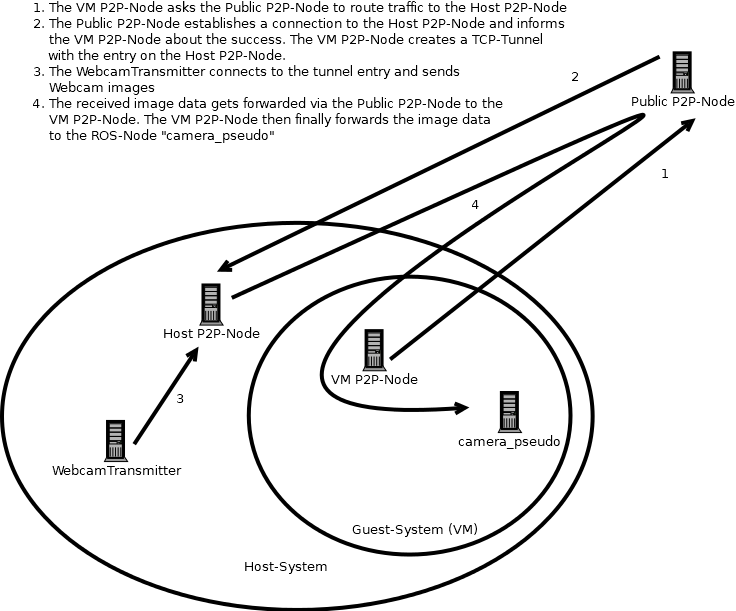 1. The VM P2P-Node asks the Public P2P-Node to route traffic to the Host P2P-Node
2. The Public P2P-Node establishes a connection to the Host P2P-Node and informs
the VM P2P-Node about the success. The VM P2P-Node creates a TCP-Tunnel
with the entry on the Host P2P-Node.
3. The WebcamTransmitter connects to the tunnel entry and sends
Webcam images
4. The received image data gets forwarded via the Public P2P-Node to the
VM P2P-Node. The VM P2P-Node then finally forwards the image data
to the ROS-Node "camera_pseudo"
2
Public P2P-Node
1
4
Host P2P-Node
VM P2P-Node
3
camera_pseudo
WebcamTransmitter
Guest-System (VM)
Host-System